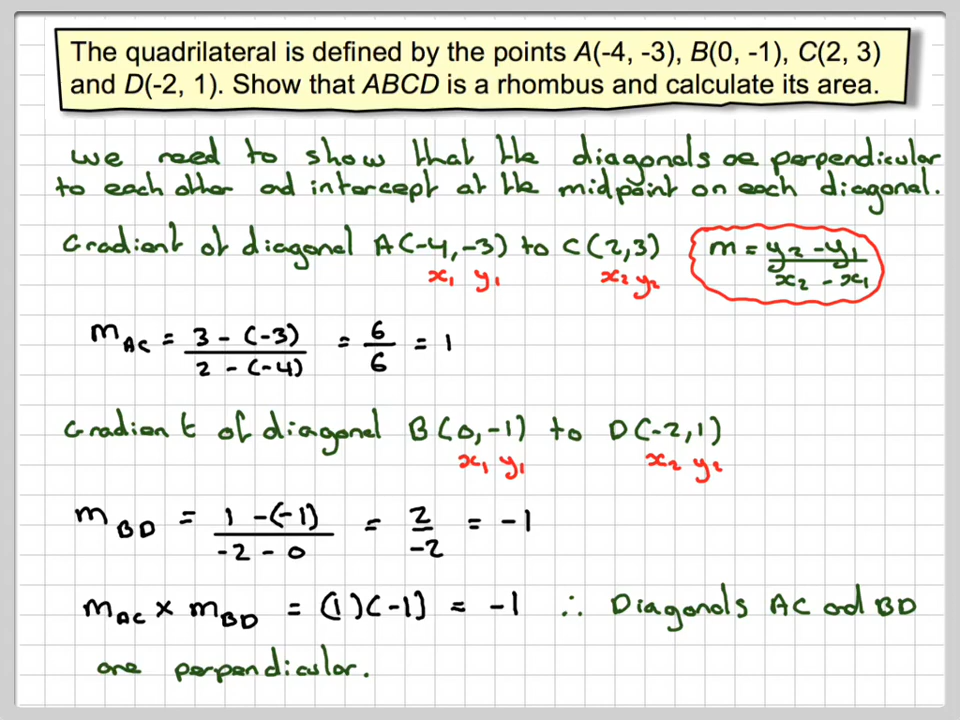 The quadrilateral is defined by the points A(-4, -3), B(0, -1), C(2, 3)
and D(-2, 1). Show that ABCD is a rhombus and calculate its area.
We need to show that the diagonals are perpendicular
to each other and intercept at the midpoint on each diagonal.
Gradient of diagonal A(-4,-3) to C(2,3) m = y₂ - y₁ / x₂ - x₁
x₁ y₁ x₂ y₂
m_AC = 3 - (-3) / 2 - (-4) = 6/6 = 1
Gradient of diagonal B(0,-1) to D(-2,1)
x₁ y₁ x₂ y₂
m_BD = 1 - (-1) / -2 - 0 = 2/-2 = -1
m_AC × m_BD = (1)(-1) = -1 ∴ Diagonals AC and BD
are perpendicular.